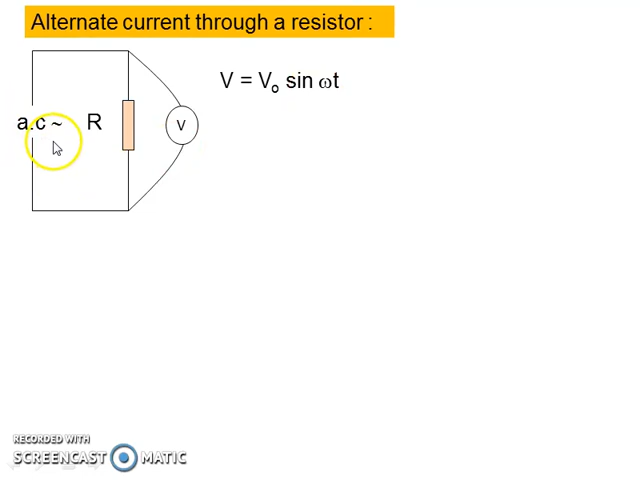 Alternate current through a resistor :
V = Vo sin ωt
a.c ~ R
V
RECORDED WITH
SCREENCAST MATIC